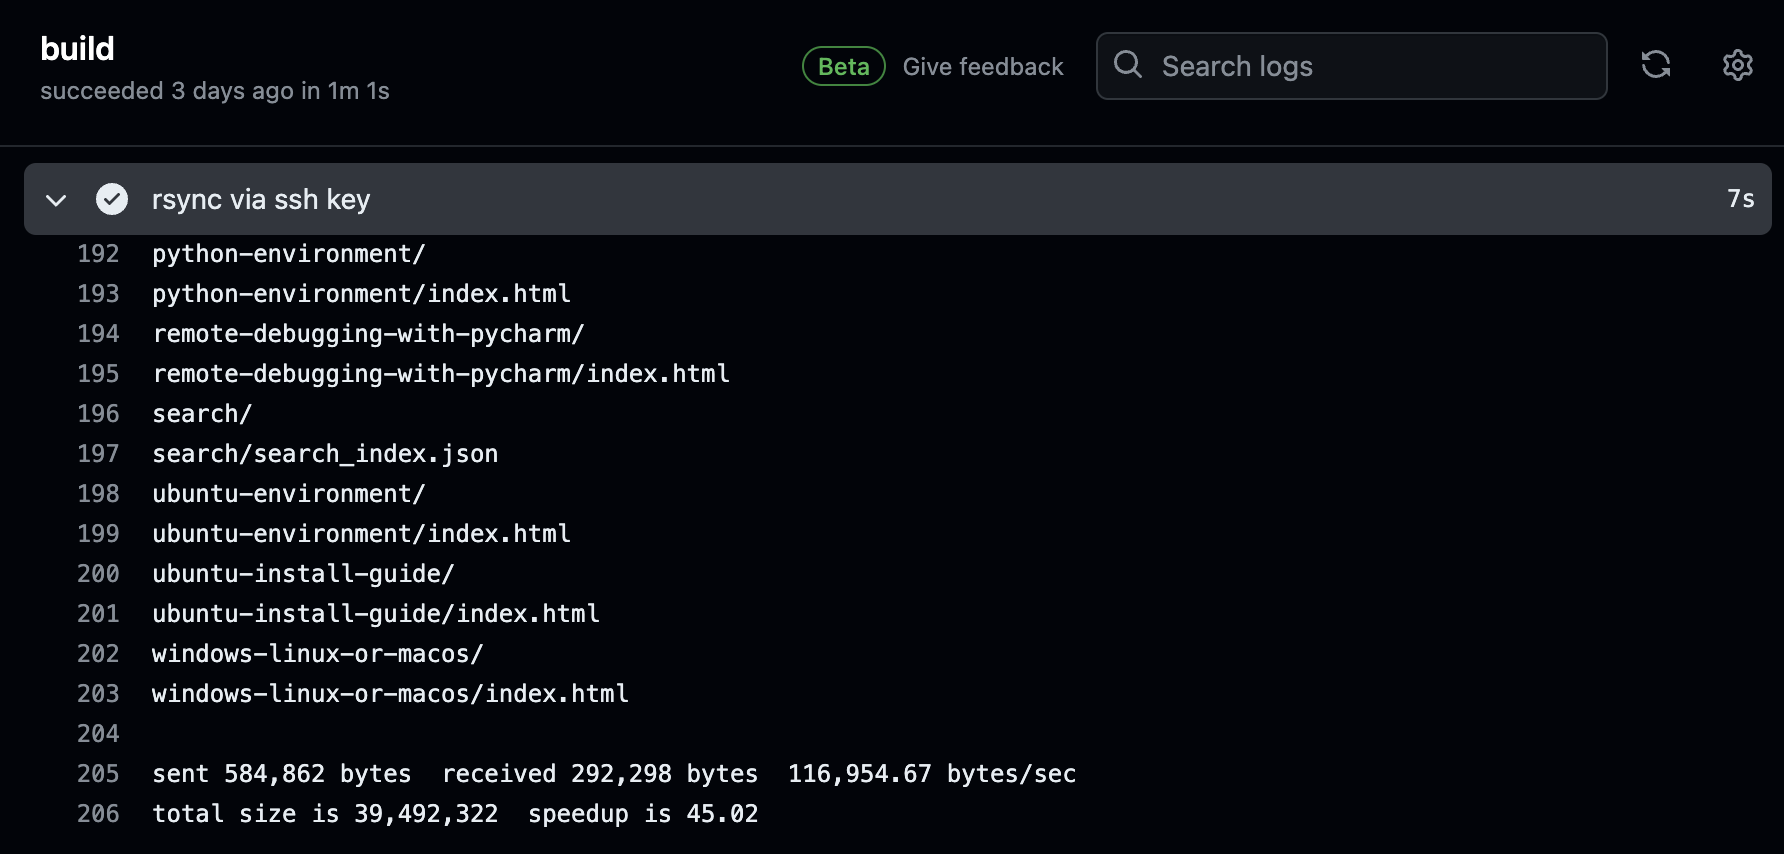 build
succeeded 3 days ago in 1m 1s
Beta Give feedback
Search logs
rsync via ssh key 7s
192 python-environment/
193 python-environment/index.html
194 remote-debugging-with-pycharm/
195 remote-debugging-with-pycharm/index.html
196 search/
197 search/search_index.json
198 ubuntu-environment/
199 ubuntu-environment/index.html
200 ubuntu-install-guide/
201 ubuntu-install-guide/index.html
202 windows-linux-or-macos/
203 windows-linux-or-macos/index.html
204
205 sent 584,862 bytes  received 292,298 bytes  116,954.67 bytes/sec
206 total size is 39,492,322  speedup is 45.02